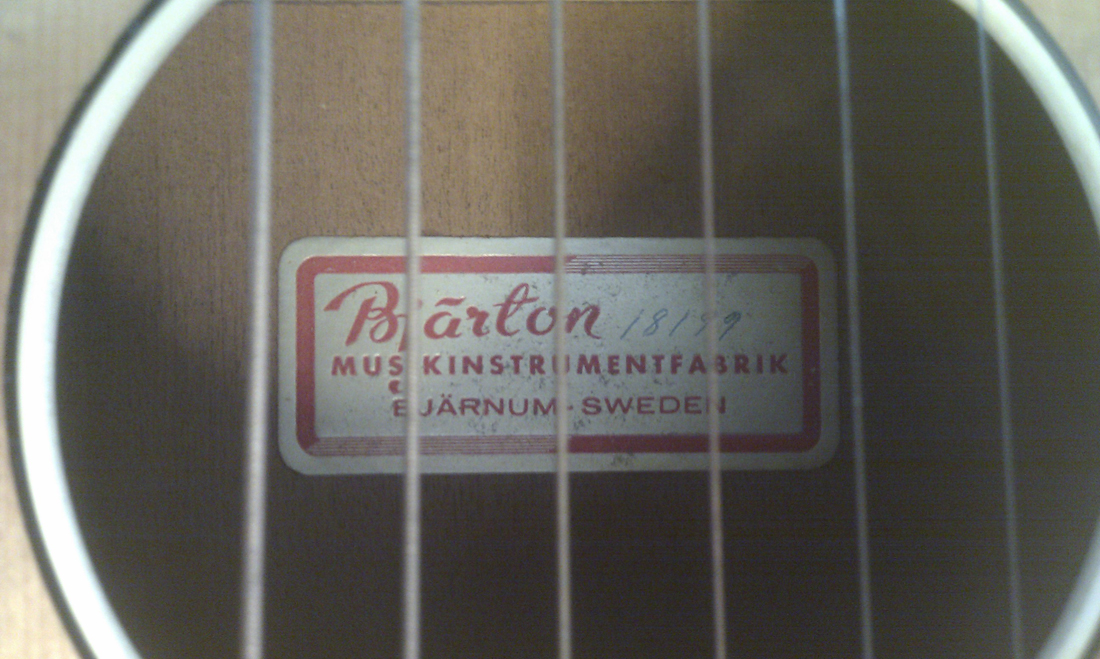 Bjärton 18199
MUSIKINSTRUMENTFABRIK
BJÄRNUM - SWEDEN